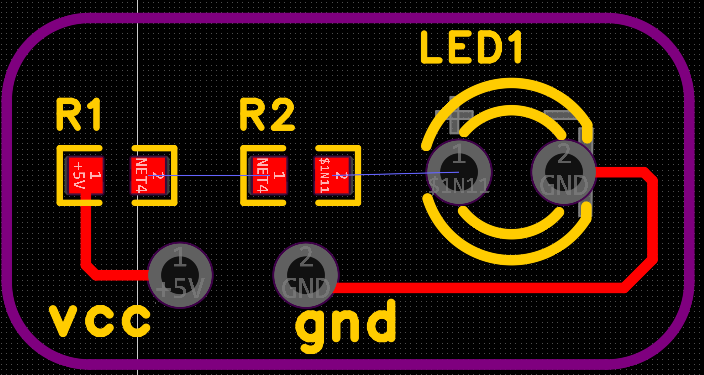 LED1
R1
R2
1
+5V
2
NET4
1
NET4
2
$1N11
1
$1N11
2
GND
1
+5V
2
GND
vcc
gnd